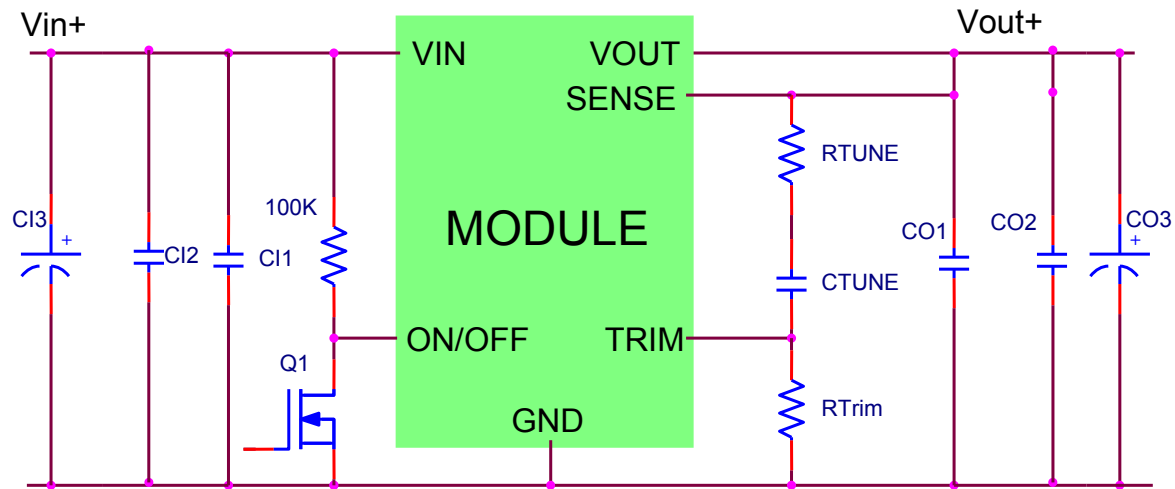 Vin+
Vout+
VIN
VOUT
SENSE
RTUNE
100K
CI3
+
CI2
CI1
MODULE
CO1
CO2
CO3
+
CTUNE
ON/OFF
TRIM
Q1
RTrim
GND